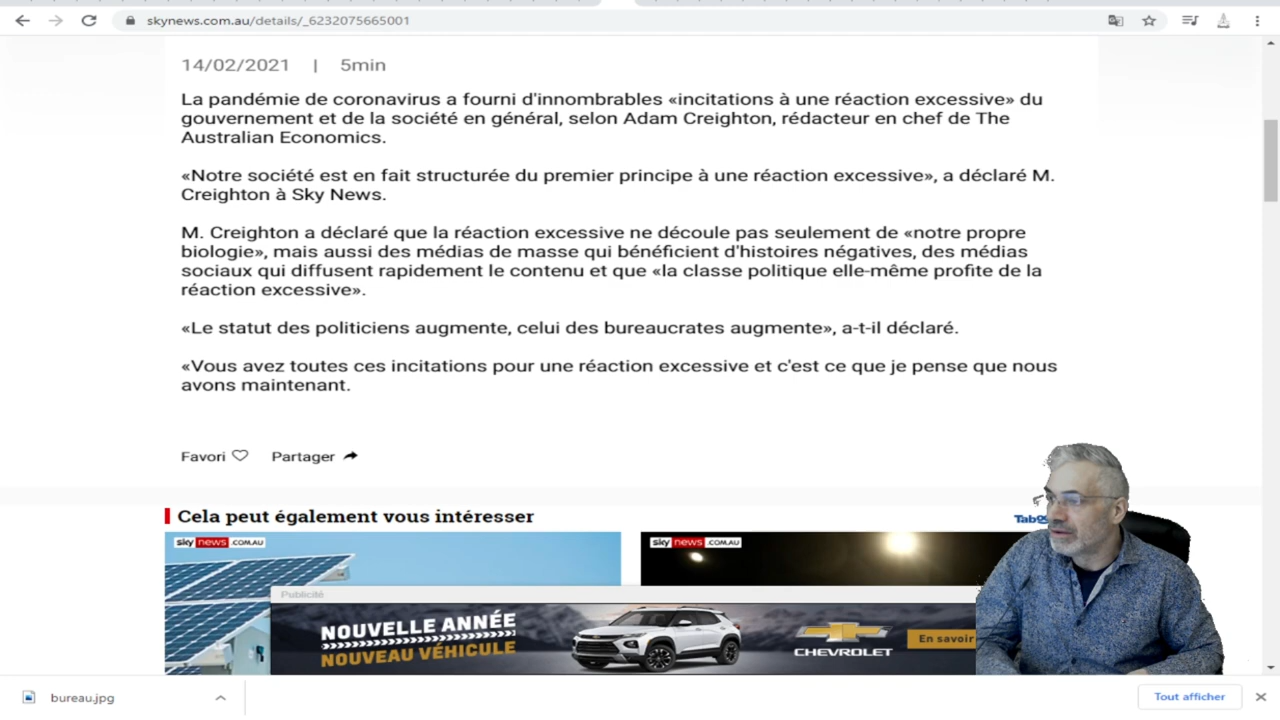 skynews.com.au/details/_6232075665001
14/02/2021 | 5min
La pandémie de coronavirus a fourni d'innombrables «incitations à une réaction excessive» du
gouvernement et de la société en général, selon Adam Creighton, rédacteur en chef de The
Australian Economics.
«Notre société est en fait structurée du premier principe à une réaction excessive», a déclaré M.
Creighton à Sky News.
M. Creighton a déclaré que la réaction excessive ne découle pas seulement de «notre propre
biologie», mais aussi des médias de masse qui bénéficient d'histoires négatives, des médias
sociaux qui diffusent rapidement le contenu et que «la classe politique elle-même profite de la
réaction excessive».
«Le statut des politiciens augmente, celui des bureaucrates augmente», a-t-il déclaré.
«Vous avez toutes ces incitations pour une réaction excessive et c'est ce que je pense que nous
avons maintenant.
Favori Partager
Cela peut également vous intéresser
sky news .COM.AU
sky news .COM.AU
Publicité
NOUVELLE ANNÉE
NOUVEAU VÉHICULE
CHEVROLET
En savoir
bureau.jpg
Tout afficher